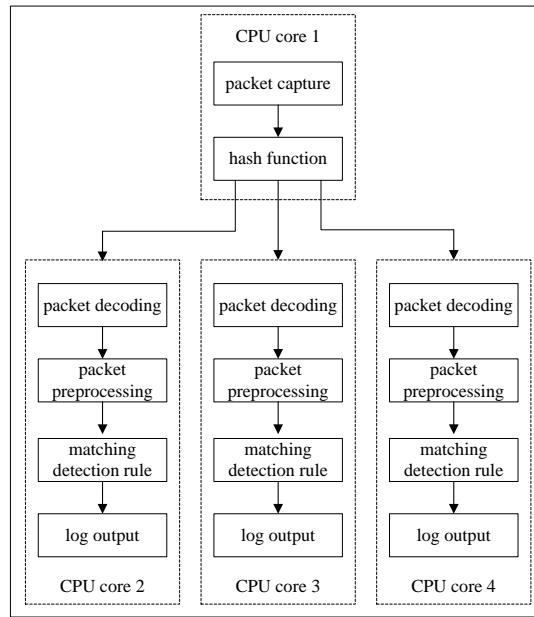 CPU core 1
packet capture
hash function
packet decoding
packet
preprocessing
matching
detection rule
log output
CPU core 2
packet decoding
packet
preprocessing
matching
detection rule
log output
CPU core 3
packet decoding
packet
preprocessing
matching
detection rule
log output
CPU core 4